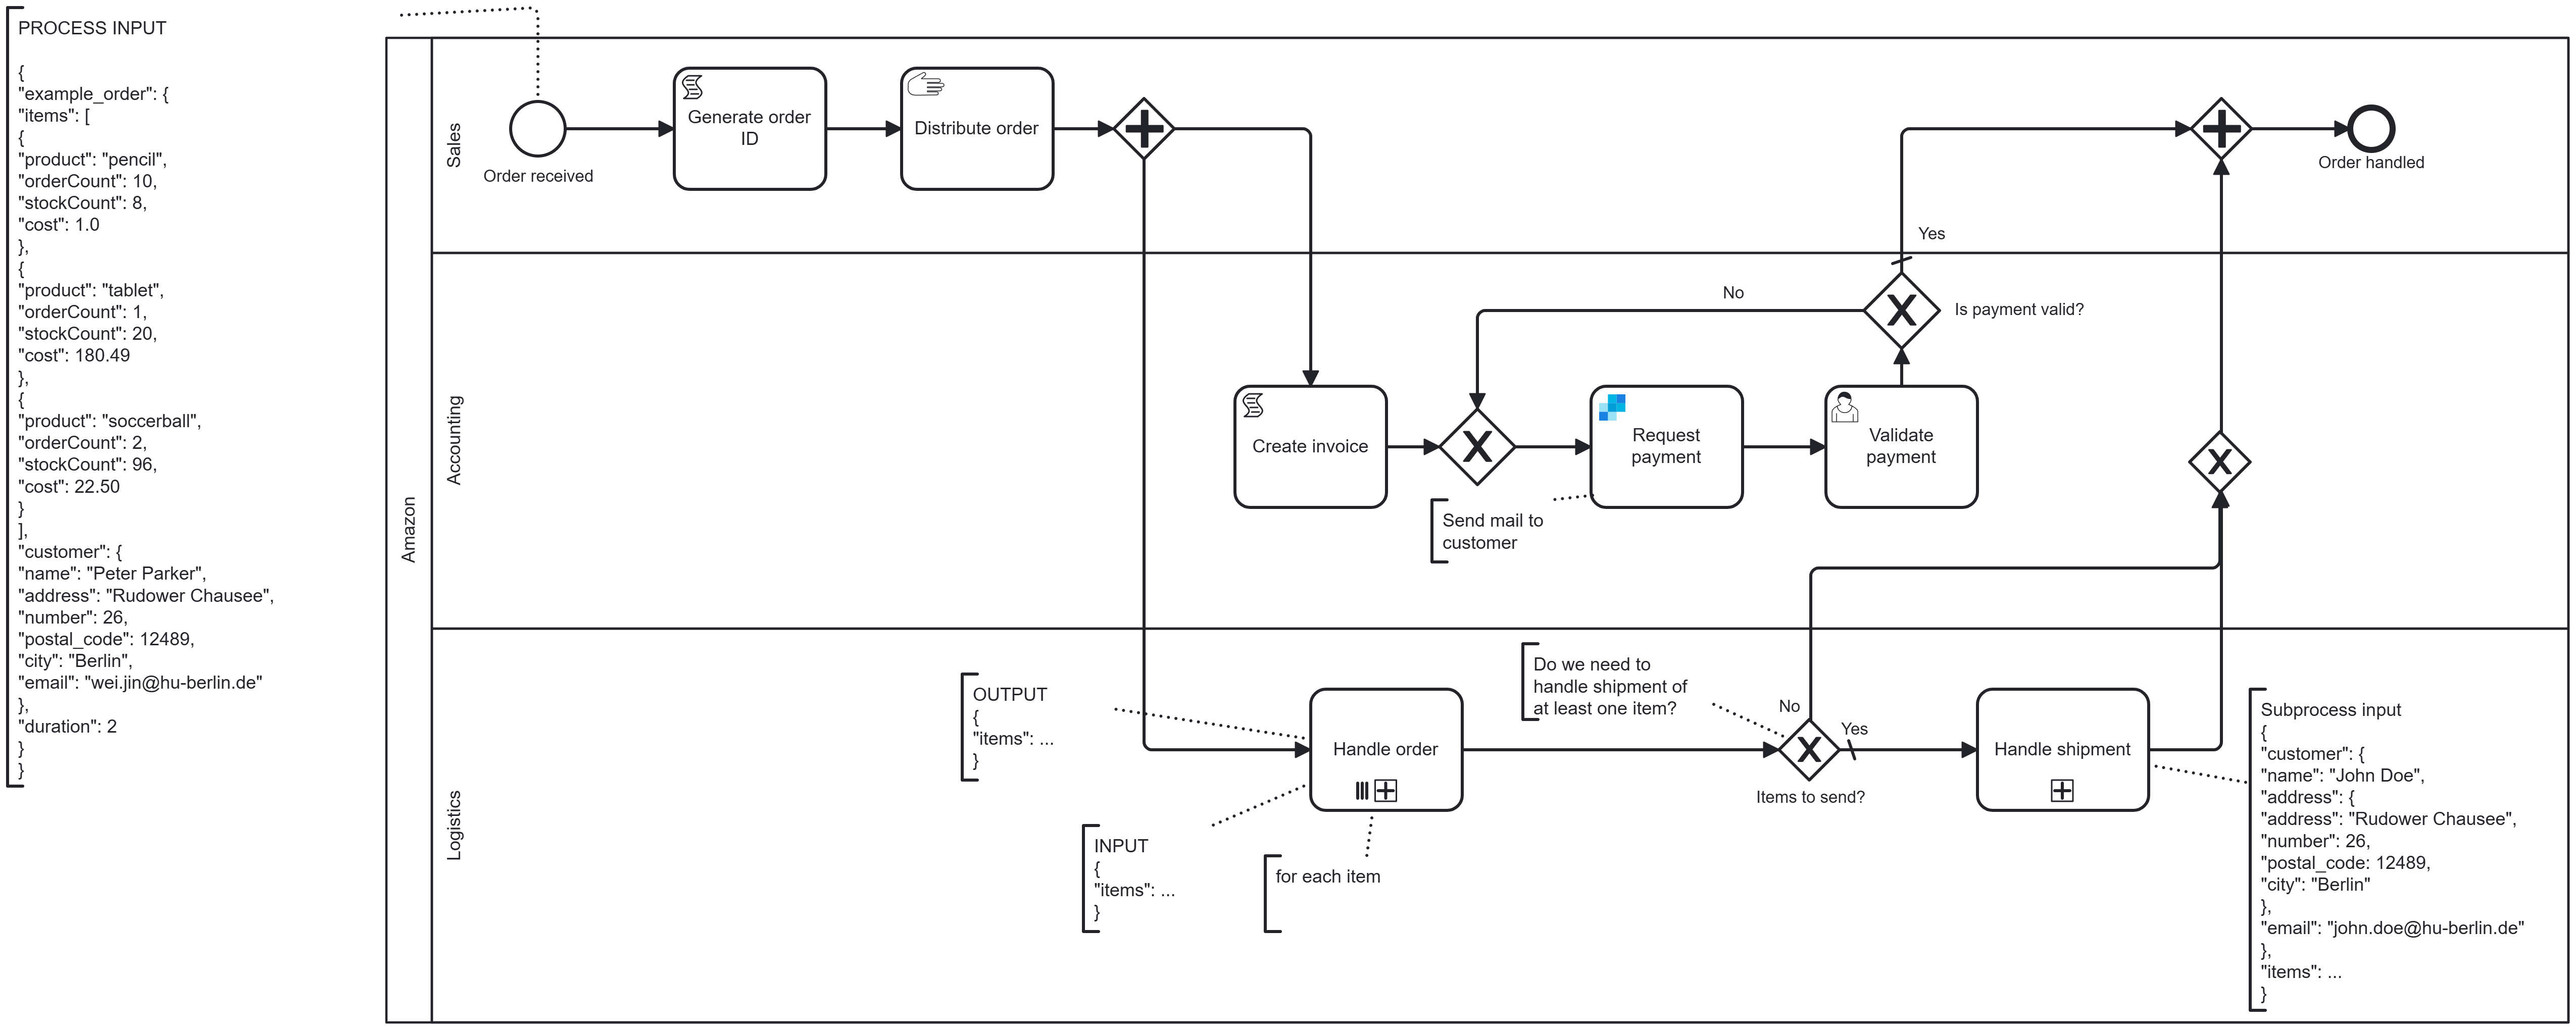 PROCESS INPUT
{
"example_order": {
"items": [
{
"product": "pencil",
"orderCount": 10,
"stockCount": 8,
"cost": 1.0
},
{
"product": "tablet",
"orderCount": 1,
"stockCount": 20,
"cost": 180.49
},
{
"product": "soccerball",
"orderCount": 2,
"stockCount": 96,
"cost": 22.50
}
],
"customer": {
"name": "Peter Parker",
"address": "Rudower Chausee",
"number": 26,
"postal_code": 12489,
"city": "Berlin",
"email": "wei.jin@hu-berlin.de"
},
"duration": 2
}
}
Amazon
Sales
Order received
Generate order
ID
Distribute order
Order handled
Yes
Accounting
No
Is payment valid?
Create invoice
Request
payment
Validate
payment
Send mail to
customer
Logistics
OUTPUT
{
"items": ...
}
INPUT
{
"items": ...
}
for each item
Handle order
Do we need to
handle shipment of
at least one item?
No
Yes
Items to send?
Handle shipment
Subprocess input
{
"customer": {
"name": "John Doe",
"address": {
"address": "Rudower Chausee",
"number": 26,
"postal_code: 12489,
"city": "Berlin"
},
"email": "john.doe@hu-berlin.de"
},
"items": ...
}